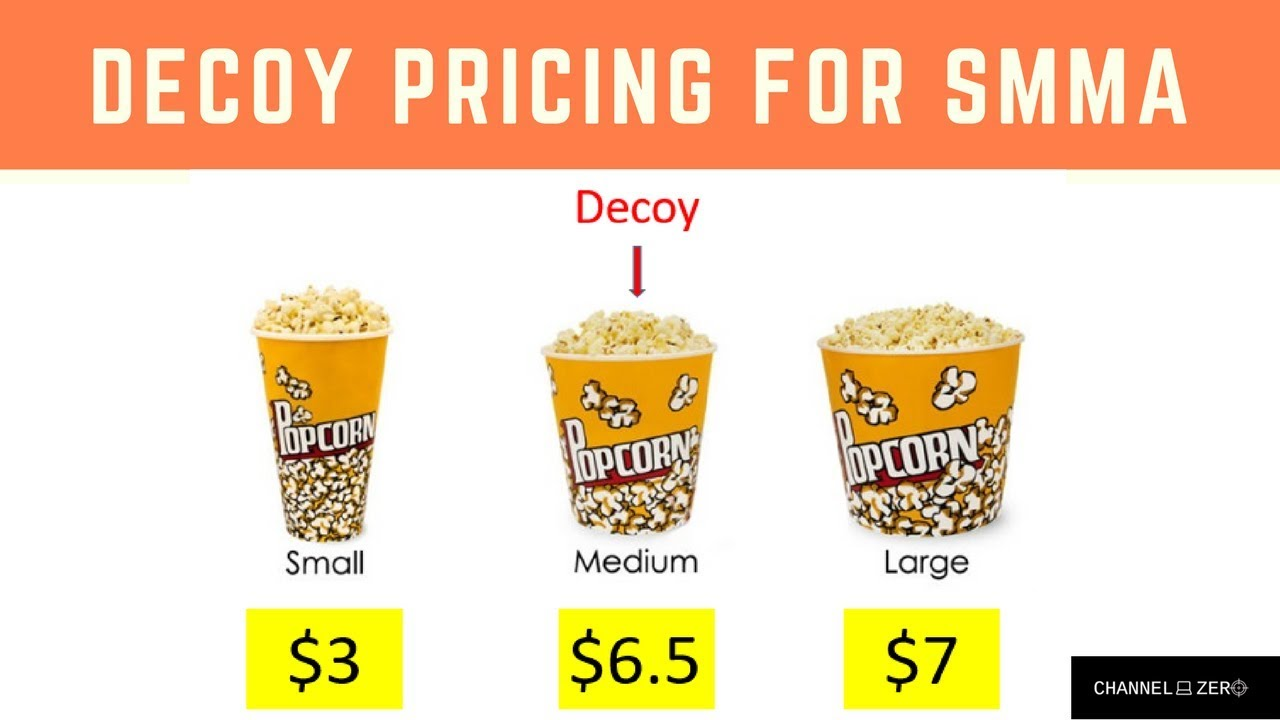 DECOY PRICING FOR SMMA
Decoy
POPCORN
POPCORN
POPCORN
Small
Medium
Large
$3
$6.5
$7
CHANNEL ZERO